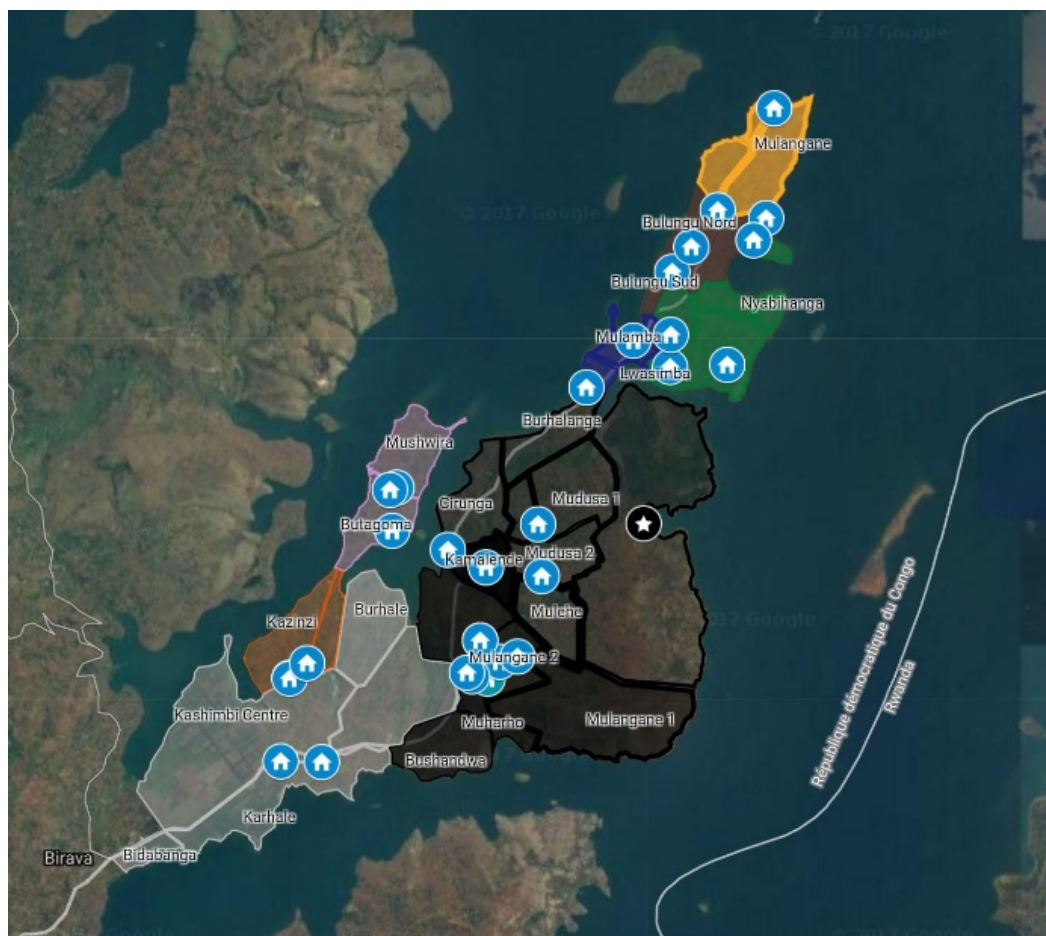 © 2017 Google
Mulangane
© 2017 Google
Bulungu Nord
Bulungu Sud
Nyabihanga
Mulamba
Lwasimba
Burhalange
Mushwira
Cirunga
Mudusa 1
Butagoma
Mudusa 2
Kamalende
Mulche
Burhale
Kazinzi
2017 Google
Mulangane 2
Kashimbi Centre
Muharho
Mulangane 1
Bushandwa
2017 Google
Karhale
Bidabanga
Birava
République démocratique du Congo
Rwanda